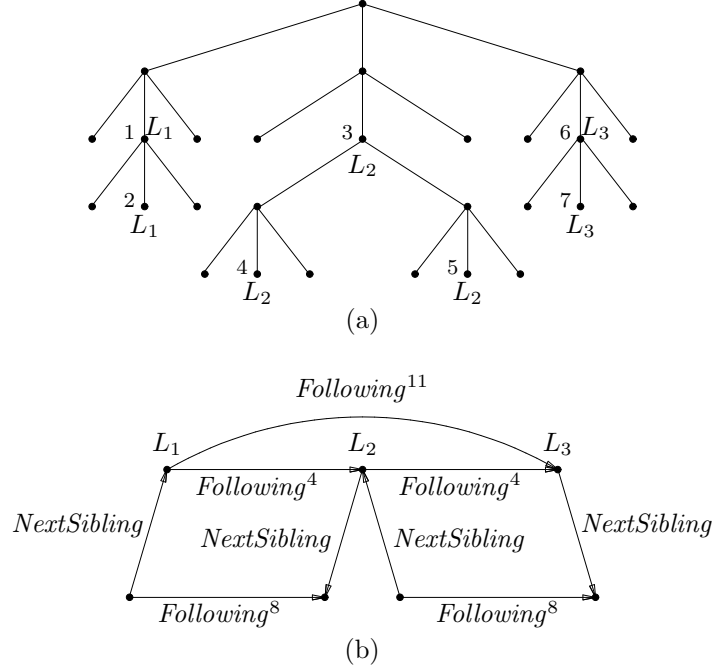 1 L₁ 3 6 L₃
L₂
2 7
L₁ L₃
4 5
L₂ L₂
(a)
Following¹¹
L₁ L₂ L₃
Following⁴ Following⁴
NextSibling NextSibling NextSibling NextSibling
Following⁸ Following⁸
(b)